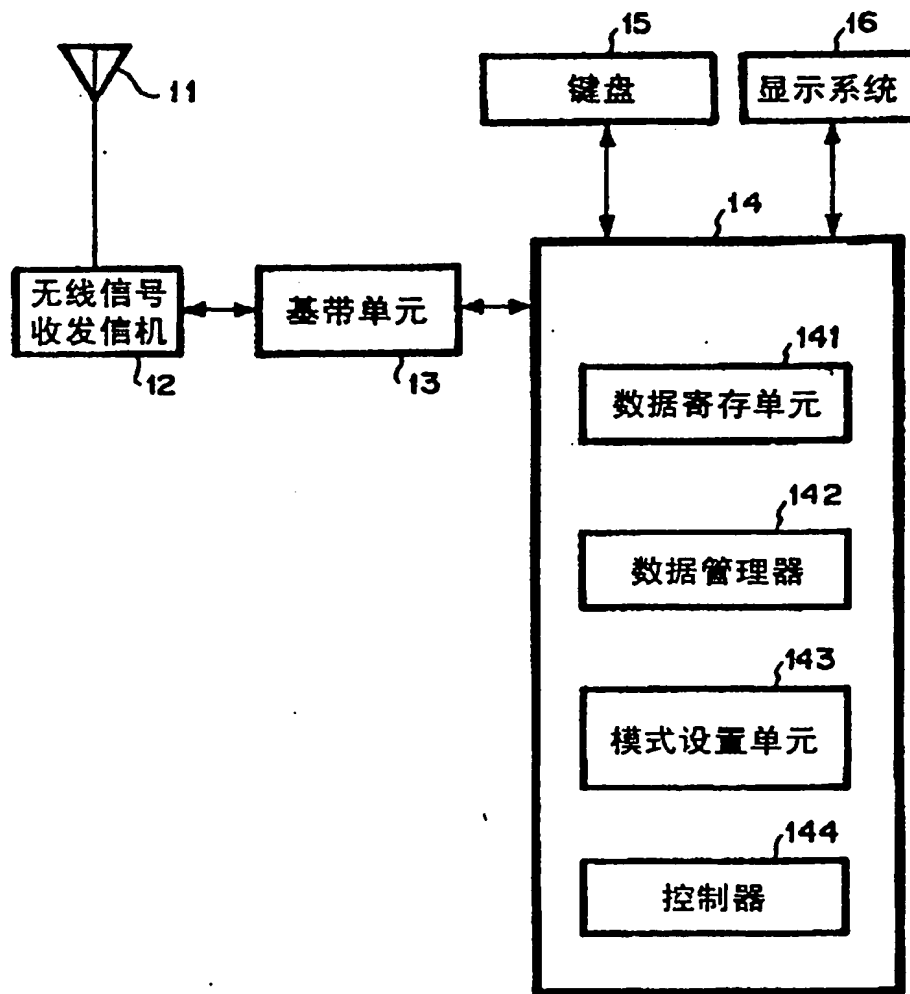 15
16
键盘
显示系统
11
14
无线信号
收发信机
基带单元
12
13
141
数据寄存单元
142
数据管理器
143
模式设置单元
144
控制器